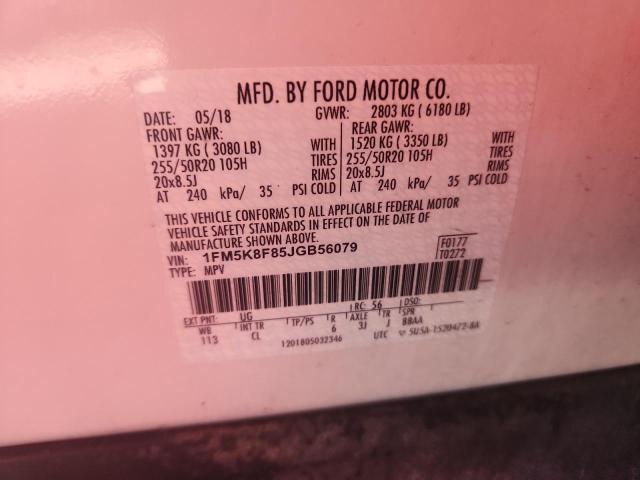 MFD. BY FORD MOTOR CO.
DATE: 05/18 GVWR: 2803 KG ( 6180 LB)
FRONT GAWR: REAR GAWR:
1397 KG ( 3080 LB) WITH 1520 KG ( 3350 LB) WITH
255/50R20 105H TIRES 255/50R20 105H TIRES
20x8.5J RIMS 20x8.5J RIMS
AT 240 kPa/ 35 PSI COLD AT 240 kPa/ 35 PSI COLD
THIS VEHICLE CONFORMS TO ALL APPLICABLE FEDERAL MOTOR
VEHICLE SAFETY STANDARDS IN EFFECT ON THE DATE OF
MANUFACTURE SHOWN ABOVE.
VIN: 1FM5K8F85JGB56079 F0177
TYPE: MPV T0272
EXT PNT: UG RC: 56 DSO:
WB INT TR TP/PS R AXLE TR SPR
113 CL 6 3J J BBAA
1201805032346 UTC 5U5A-1520472-BA